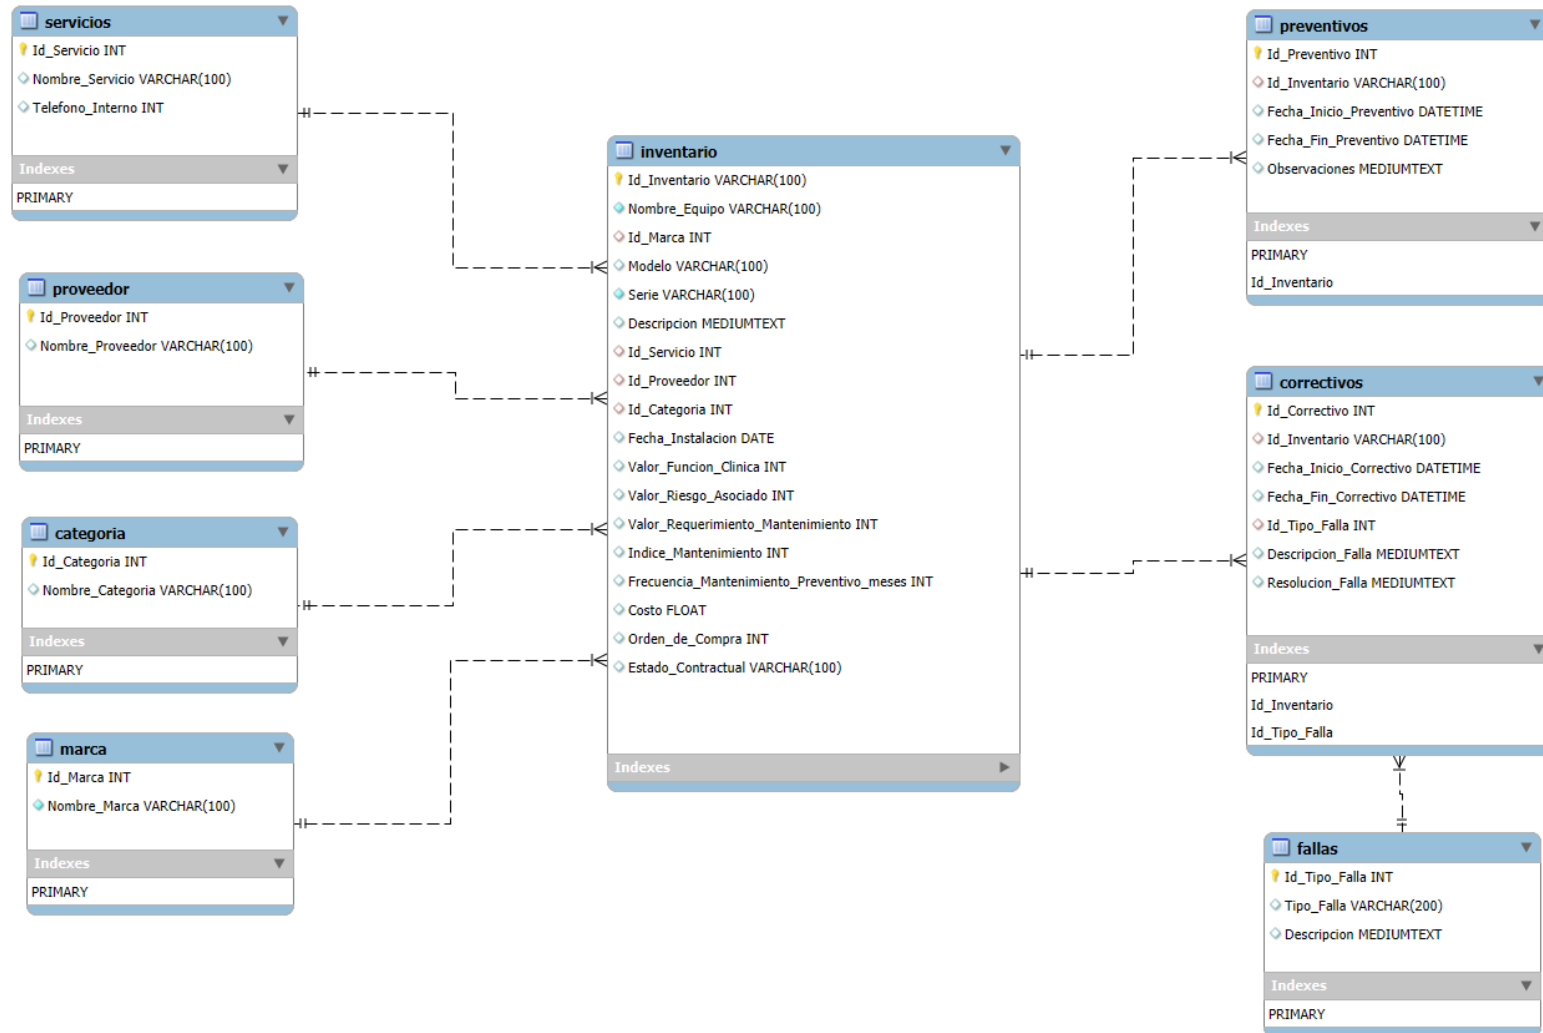 servicios
Id_Servicio INT
Nombre_Servicio VARCHAR(100)
Telefono_Interno INT
Indexes
PRIMARY
proveedor
Id_Proveedor INT
Nombre_Proveedor VARCHAR(100)
Indexes
PRIMARY
categoria
Id_Categoria INT
Nombre_Categoria VARCHAR(100)
Indexes
PRIMARY
marca
Id_Marca INT
Nombre_Marca VARCHAR(100)
Indexes
PRIMARY
inventario
Id_Inventario VARCHAR(100)
Nombre_Equipo VARCHAR(100)
Id_Marca INT
Modelo VARCHAR(100)
Serie VARCHAR(100)
Descripcion MEDIUMTEXT
Id_Servicio INT
Id_Proveedor INT
Id_Categoria INT
Fecha_Instalacion DATE
Valor_Funcion_Clinica INT
Valor_Riesgo_Asociado INT
Valor_Requerimiento_Mantenimiento INT
Indice_Mantenimiento INT
Frecuencia_Mantenimiento_Preventivo_meses INT
Costo FLOAT
Orden_de_Compra INT
Estado_Contractual VARCHAR(100)
Indexes
preventivos
Id_Preventivo INT
Id_Inventario VARCHAR(100)
Fecha_Inicio_Preventivo DATETIME
Fecha_Fin_Preventivo DATETIME
Observaciones MEDIUMTEXT
Indexes
PRIMARY
Id_Inventario
correctivos
Id_Correctivo INT
Id_Inventario VARCHAR(100)
Fecha_Inicio_Correctivo DATETIME
Fecha_Fin_Correctivo DATETIME
Id_Tipo_Falla INT
Descripcion_Falla MEDIUMTEXT
Resolucion_Falla MEDIUMTEXT
Indexes
PRIMARY
Id_Inventario
Id_Tipo_Falla
fallas
Id_Tipo_Falla INT
Tipo_Falla VARCHAR(200)
Descripcion MEDIUMTEXT
Indexes
PRIMARY